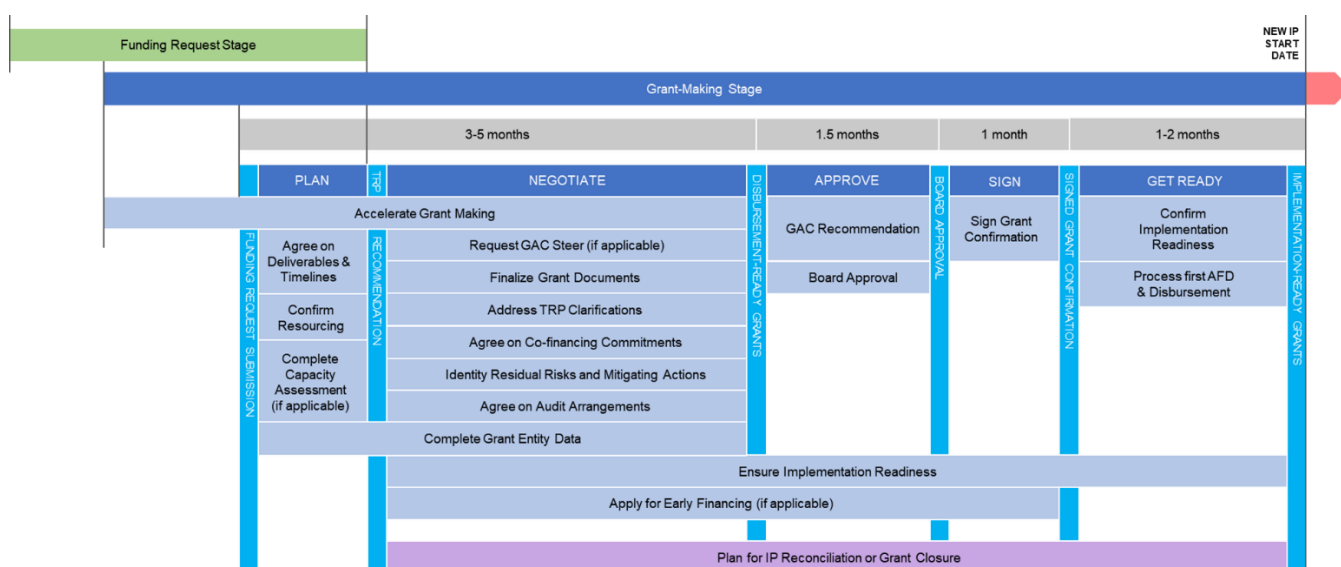 Funding Request Stage
NEW IP
START
DATE
Grant-Making Stage
3-5 months
1.5 months
1 month
1-2 months
PLAN
NEGOTIATE
APPROVE
SIGN
GET READY
FUNDING REQUEST SUBMISSION
TRP RECOMMENDATION
DISBURSEMENT-READY GRANTS
BOARD APPROVAL
SIGNED GRANT CONFIRMATION
IMPLEMENTATION-READY GRANTS
Accelerate Grant Making
Agree on
Deliverables &
Timelines
Confirm
Resourcing
Complete
Capacity
Assessment
(if applicable)
Request GAC Steer (if applicable)
Finalize Grant Documents
Address TRP Clarifications
Agree on Co-financing Commitments
Identity Residual Risks and Mitigating Actions
Agree on Audit Arrangements
GAC Recommendation
Board Approval
Sign Grant
Confirmation
Confirm
Implementation
Readiness
Process first AFD
& Disbursement
Complete Grant Entity Data
Ensure Implementation Readiness
Apply for Early Financing (if applicable)
Plan for IP Reconciliation or Grant Closure